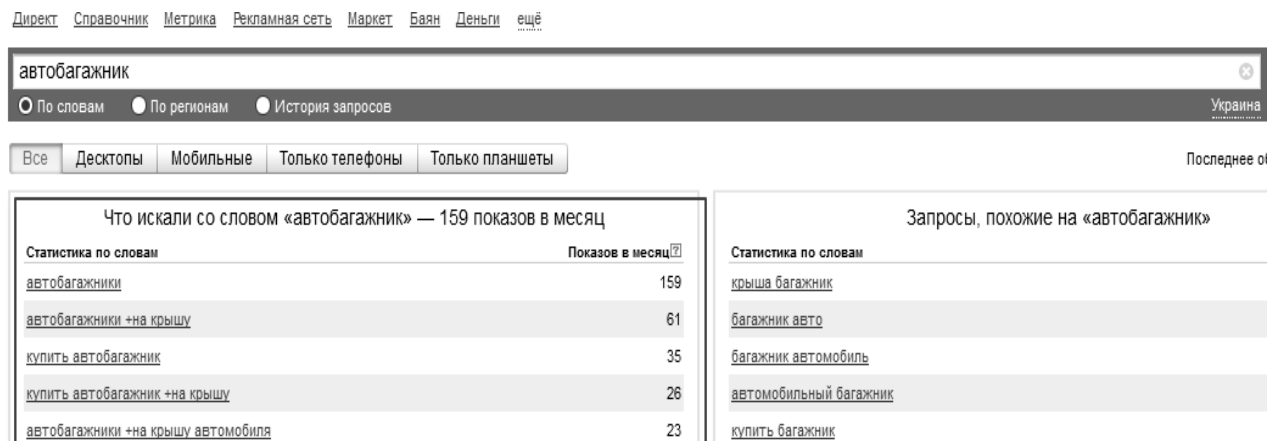 Директ Справочник Метрика Рекламная сеть Маркет Баян Деньги ещё
автобагажник
По словам По регионам История запросов Украина
Все Десктопы Мобильные Только телефоны Только планшеты Последнее
Что искали со словом «автобагажник» — 159 показов в месяц
Статистика по словам Показов в месяц ?
автобагажники 159
автобагажники +на крышу 61
купить автобагажник 35
купить автобагажник +на крышу 26
автобагажники +на крышу автомобиля 23
Запросы, похожие на «автобагажник»
Статистика по словам
крыша багажник
багажник авто
багажник автомобиль
автомобильный багажник
купить багажник